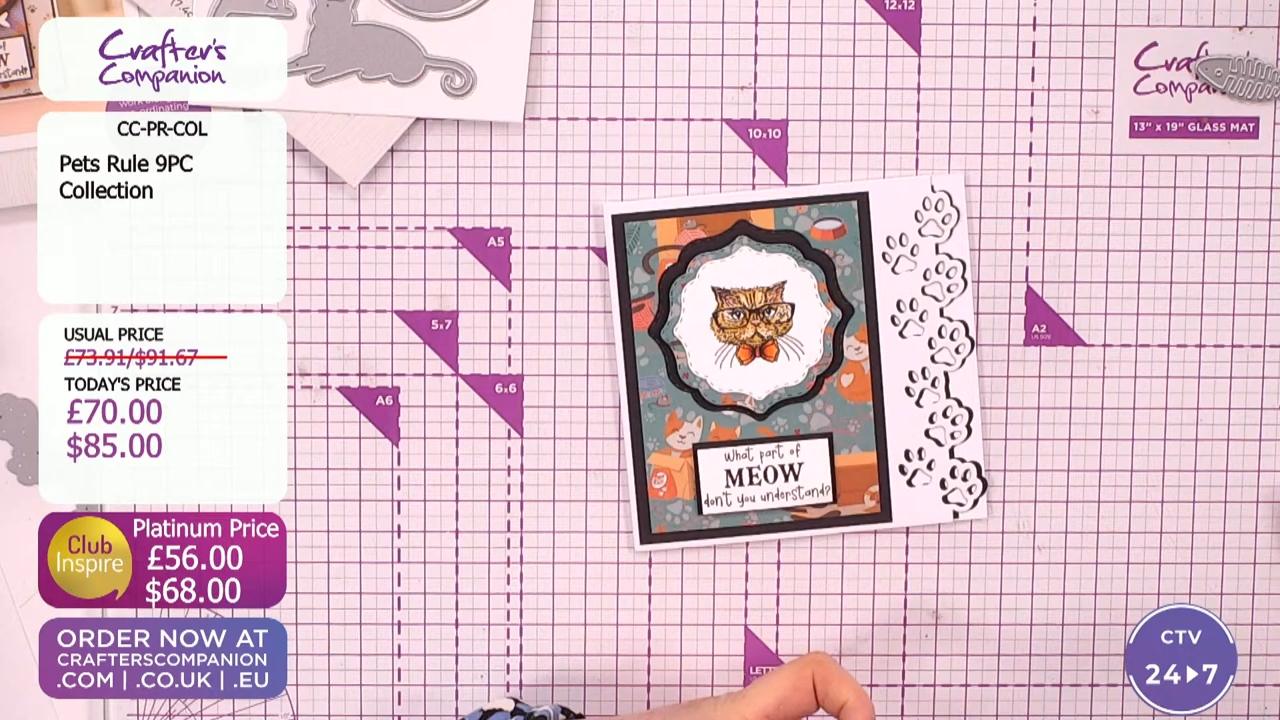 Crafter's
Companion
CC-PR-COL
Pets Rule 9PC
Collection
USUAL PRICE
£73.91/$91.67
TODAY'S PRICE
£70.00
$85.00
Club
Inspire
Platinum Price
£56.00
$68.00
ORDER NOW AT
CRAFTERSCOMPANION
.COM | .CO.UK | .EU
12x12
10x10
A5
5x7
6x6
A6
A2
US SIZE
13" x 19" GLASS MAT
What part of
MEOW
don't you understand?
CTV
24▶7